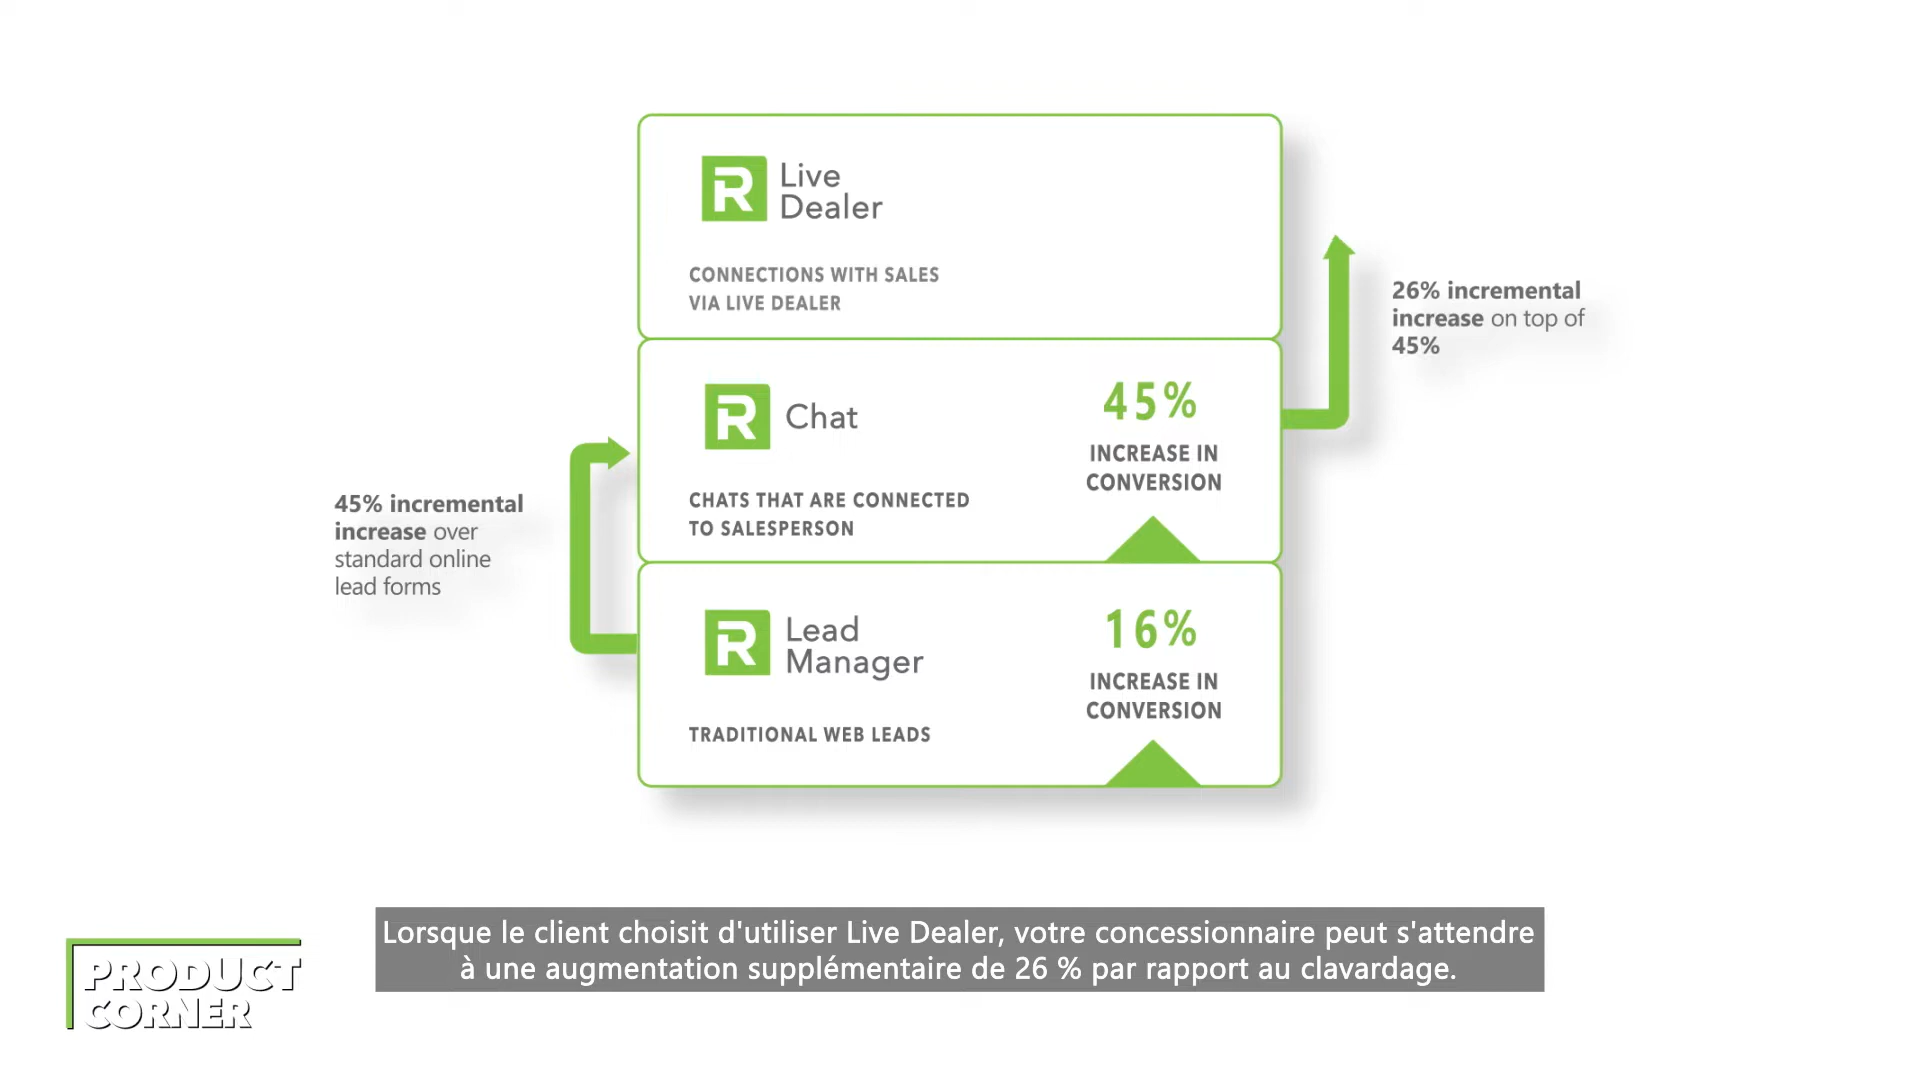 R Live
Dealer
CONNECTIONS WITH SALES
VIA LIVE DEALER
26% incremental
increase on top of
45%
R Chat
45%
INCREASE IN
CONVERSION
CHATS THAT ARE CONNECTED
TO SALESPERSON
45% incremental
increase over
standard online
lead forms
R Lead
Manager
16%
INCREASE IN
CONVERSION
TRADITIONAL WEB LEADS
Lorsque le client choisit d'utiliser Live Dealer, votre concessionnaire peut s'attendre
à une augmentation supplémentaire de 26 % par rapport au clavardage.
PRODUCT
CORNER